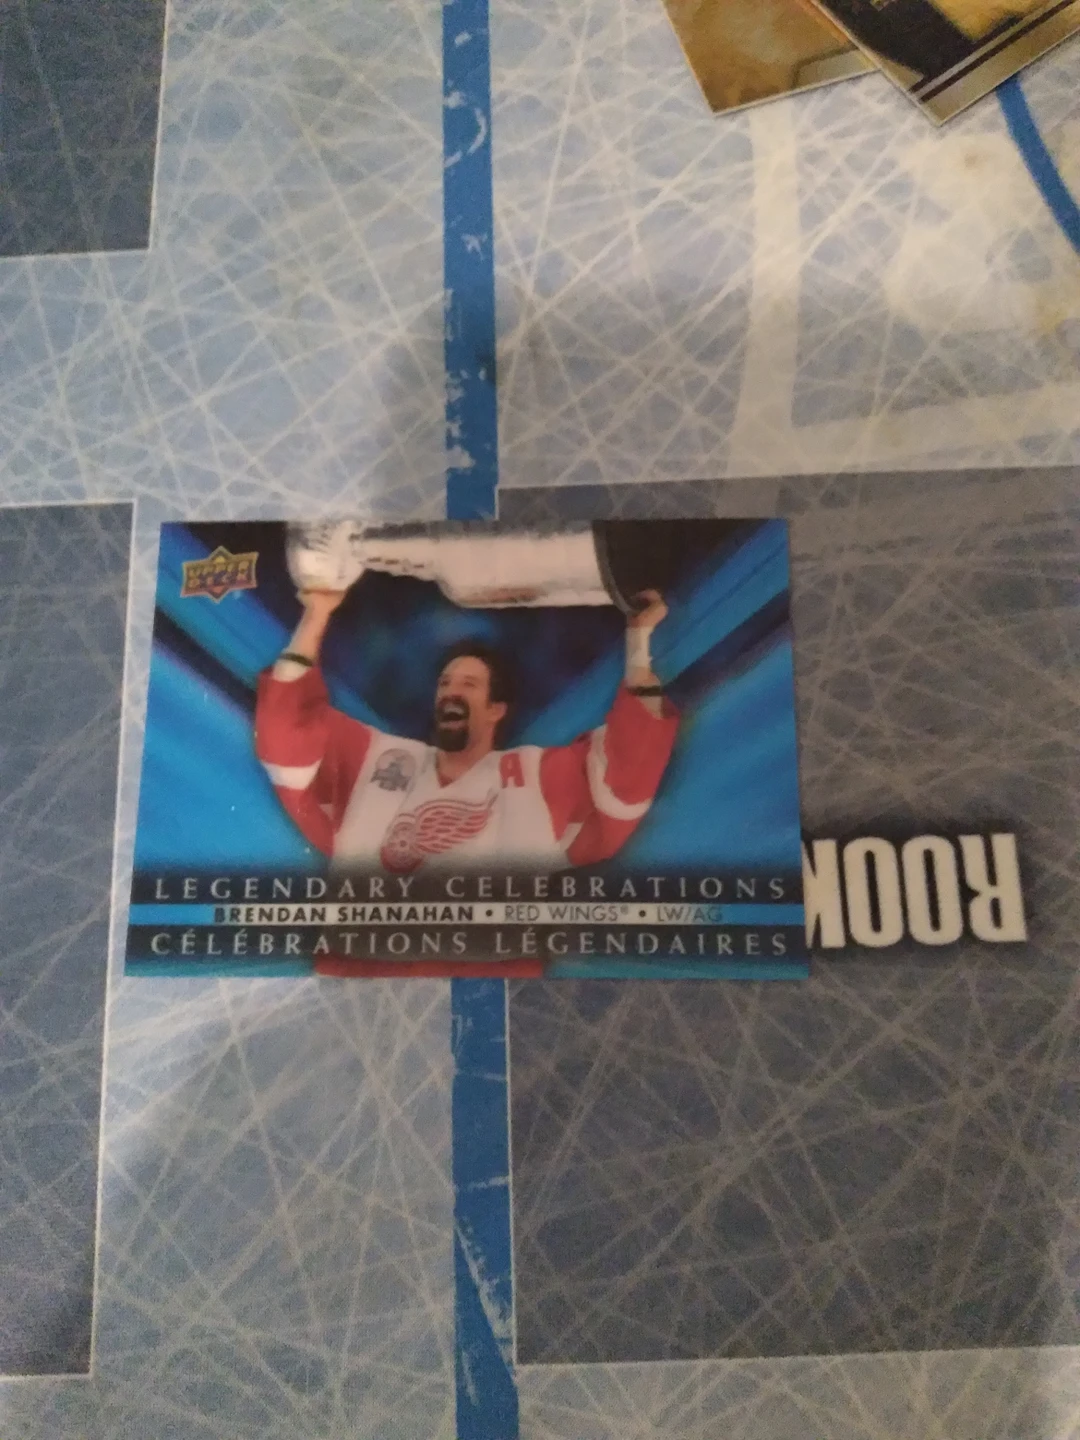 UPPER
DECK
A
LEGENDARY CELEBRATIONS
BRENDAN SHANAHAN • RED WINGS® • LW/AG
CÉLÉBRATIONS LÉGENDAIRES
ROOK